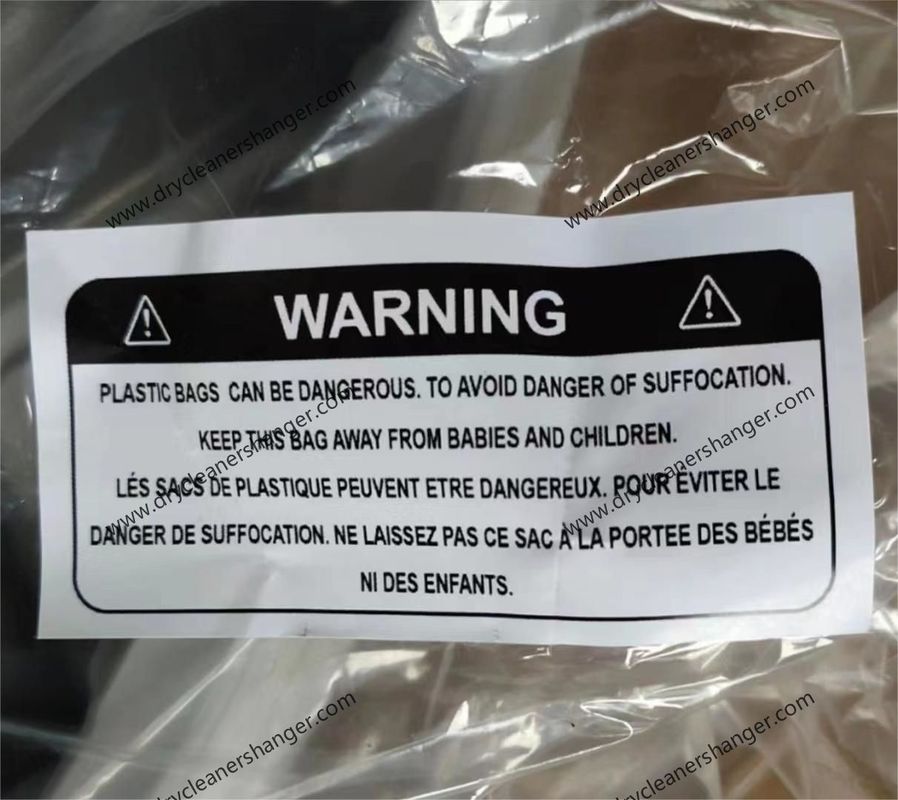 www.drycleanershanger.com
www.drycleanershanger.com
WARNING
PLASTIC BAGS CAN BE DANGEROUS. TO AVOID DANGER OF SUFFOCATION.
KEEP THIS BAG AWAY FROM BABIES AND CHILDREN.
LÉS SACS DE PLASTIQUE PEUVENT ETRE DANGEREUX. POUR EVITER LE
DANGER DE SUFFOCATION. NE LAISSEZ PAS CE SAC À LA PORTEE DES BÉBÉS
NI DES ENFANTS.
www.drycleanershanger.com
www.drycleanershanger.com
drycleanershanger.com
drycleanershanger.com